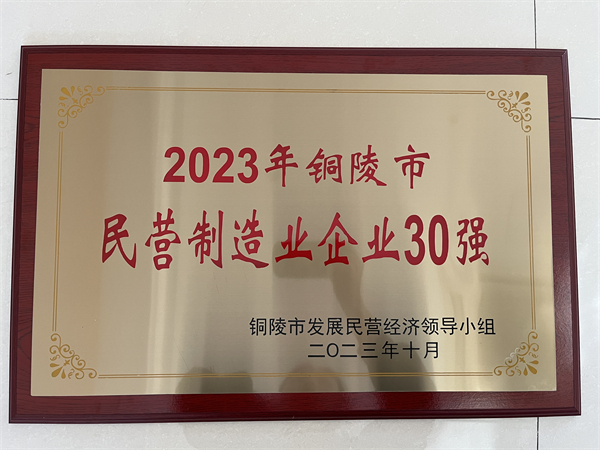 2023年铜陵市
民营制造业企业30强
铜陵市发展民营经济领导小组
二〇二三年十月